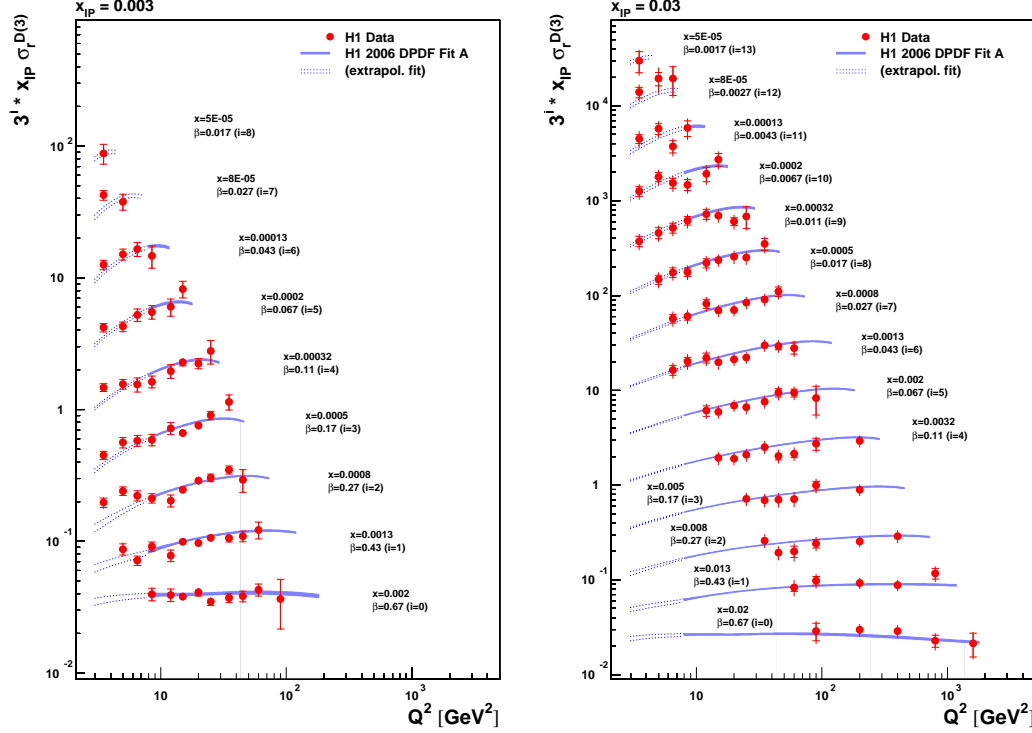 x_IP = 0.003
3^i * x_IP σ_r^D(3)
H1 Data
H1 2006 DPDF Fit A
(extrapol. fit)
x=5E-05
β=0.017 (i=8)
x=8E-05
β=0.027 (i=7)
x=0.00013
β=0.043 (i=6)
x=0.0002
β=0.067 (i=5)
x=0.00032
β=0.11 (i=4)
x=0.0005
β=0.17 (i=3)
x=0.0008
β=0.27 (i=2)
x=0.0013
β=0.43 (i=1)
x=0.002
β=0.67 (i=0)
10^2
10
1
10^-1
10^-2
10 10^2 10^3
Q^2 [GeV^2]
x_IP = 0.03
3^i * x_IP σ_r^D(3)
H1 Data
H1 2006 DPDF Fit A
(extrapol. fit)
x=5E-05
β=0.0017 (i=13)
x=8E-05
β=0.0027 (i=12)
x=0.00013
β=0.0043 (i=11)
x=0.0002
β=0.0067 (i=10)
x=0.00032
β=0.011 (i=9)
x=0.0005
β=0.017 (i=8)
x=0.0008
β=0.027 (i=7)
x=0.0013
β=0.043 (i=6)
x=0.002
β=0.067 (i=5)
x=0.0032
β=0.11 (i=4)
x=0.005
β=0.17 (i=3)
x=0.008
β=0.27 (i=2)
x=0.013
β=0.43 (i=1)
x=0.02
β=0.67 (i=0)
10^4
10^3
10^2
10
1
10^-1
10^-2
10 10^2 10^3
Q^2 [GeV^2]